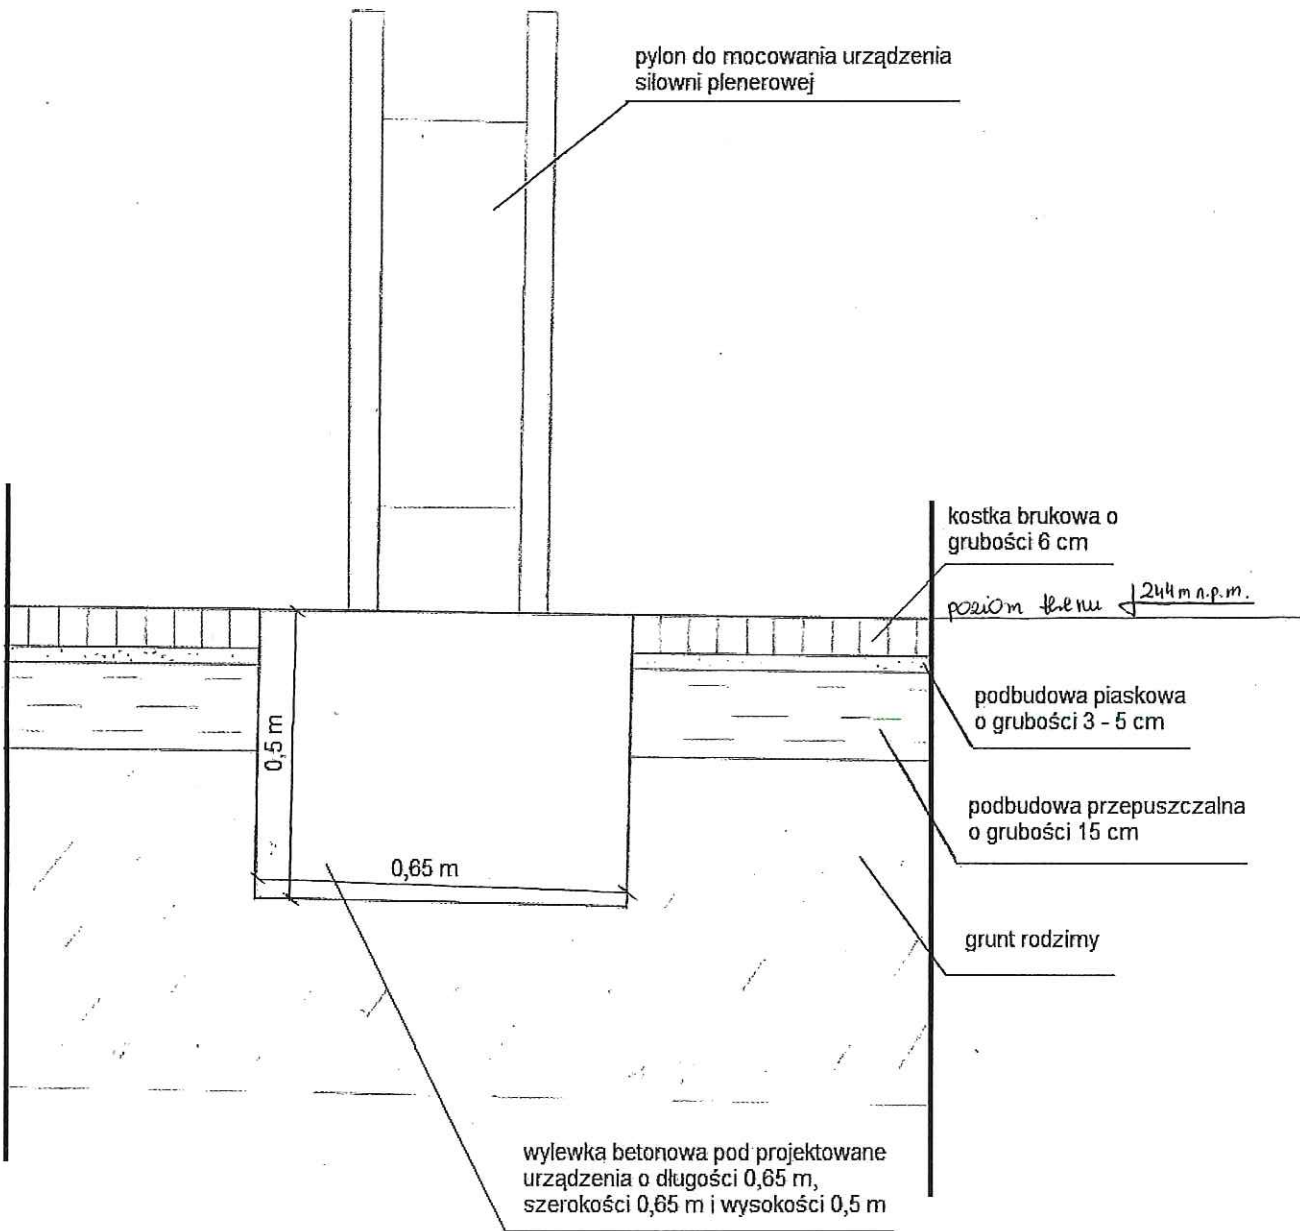 pylon do mocowania urządzenia
siłowni plenerowej
kostka brukowa o
grubości 6 cm
poziom terenu 244 m n.p.m.
podbudowa piaskowa
o grubości 3 - 5 cm
0,5 m
podbudowa przepuszczalna
o grubości 15 cm
0,65 m
grunt rodzimy
wylewka betonowa pod projektowane
urządzenia o długości 0,65 m,
szerokości 0,65 m i wysokości 0,5 m